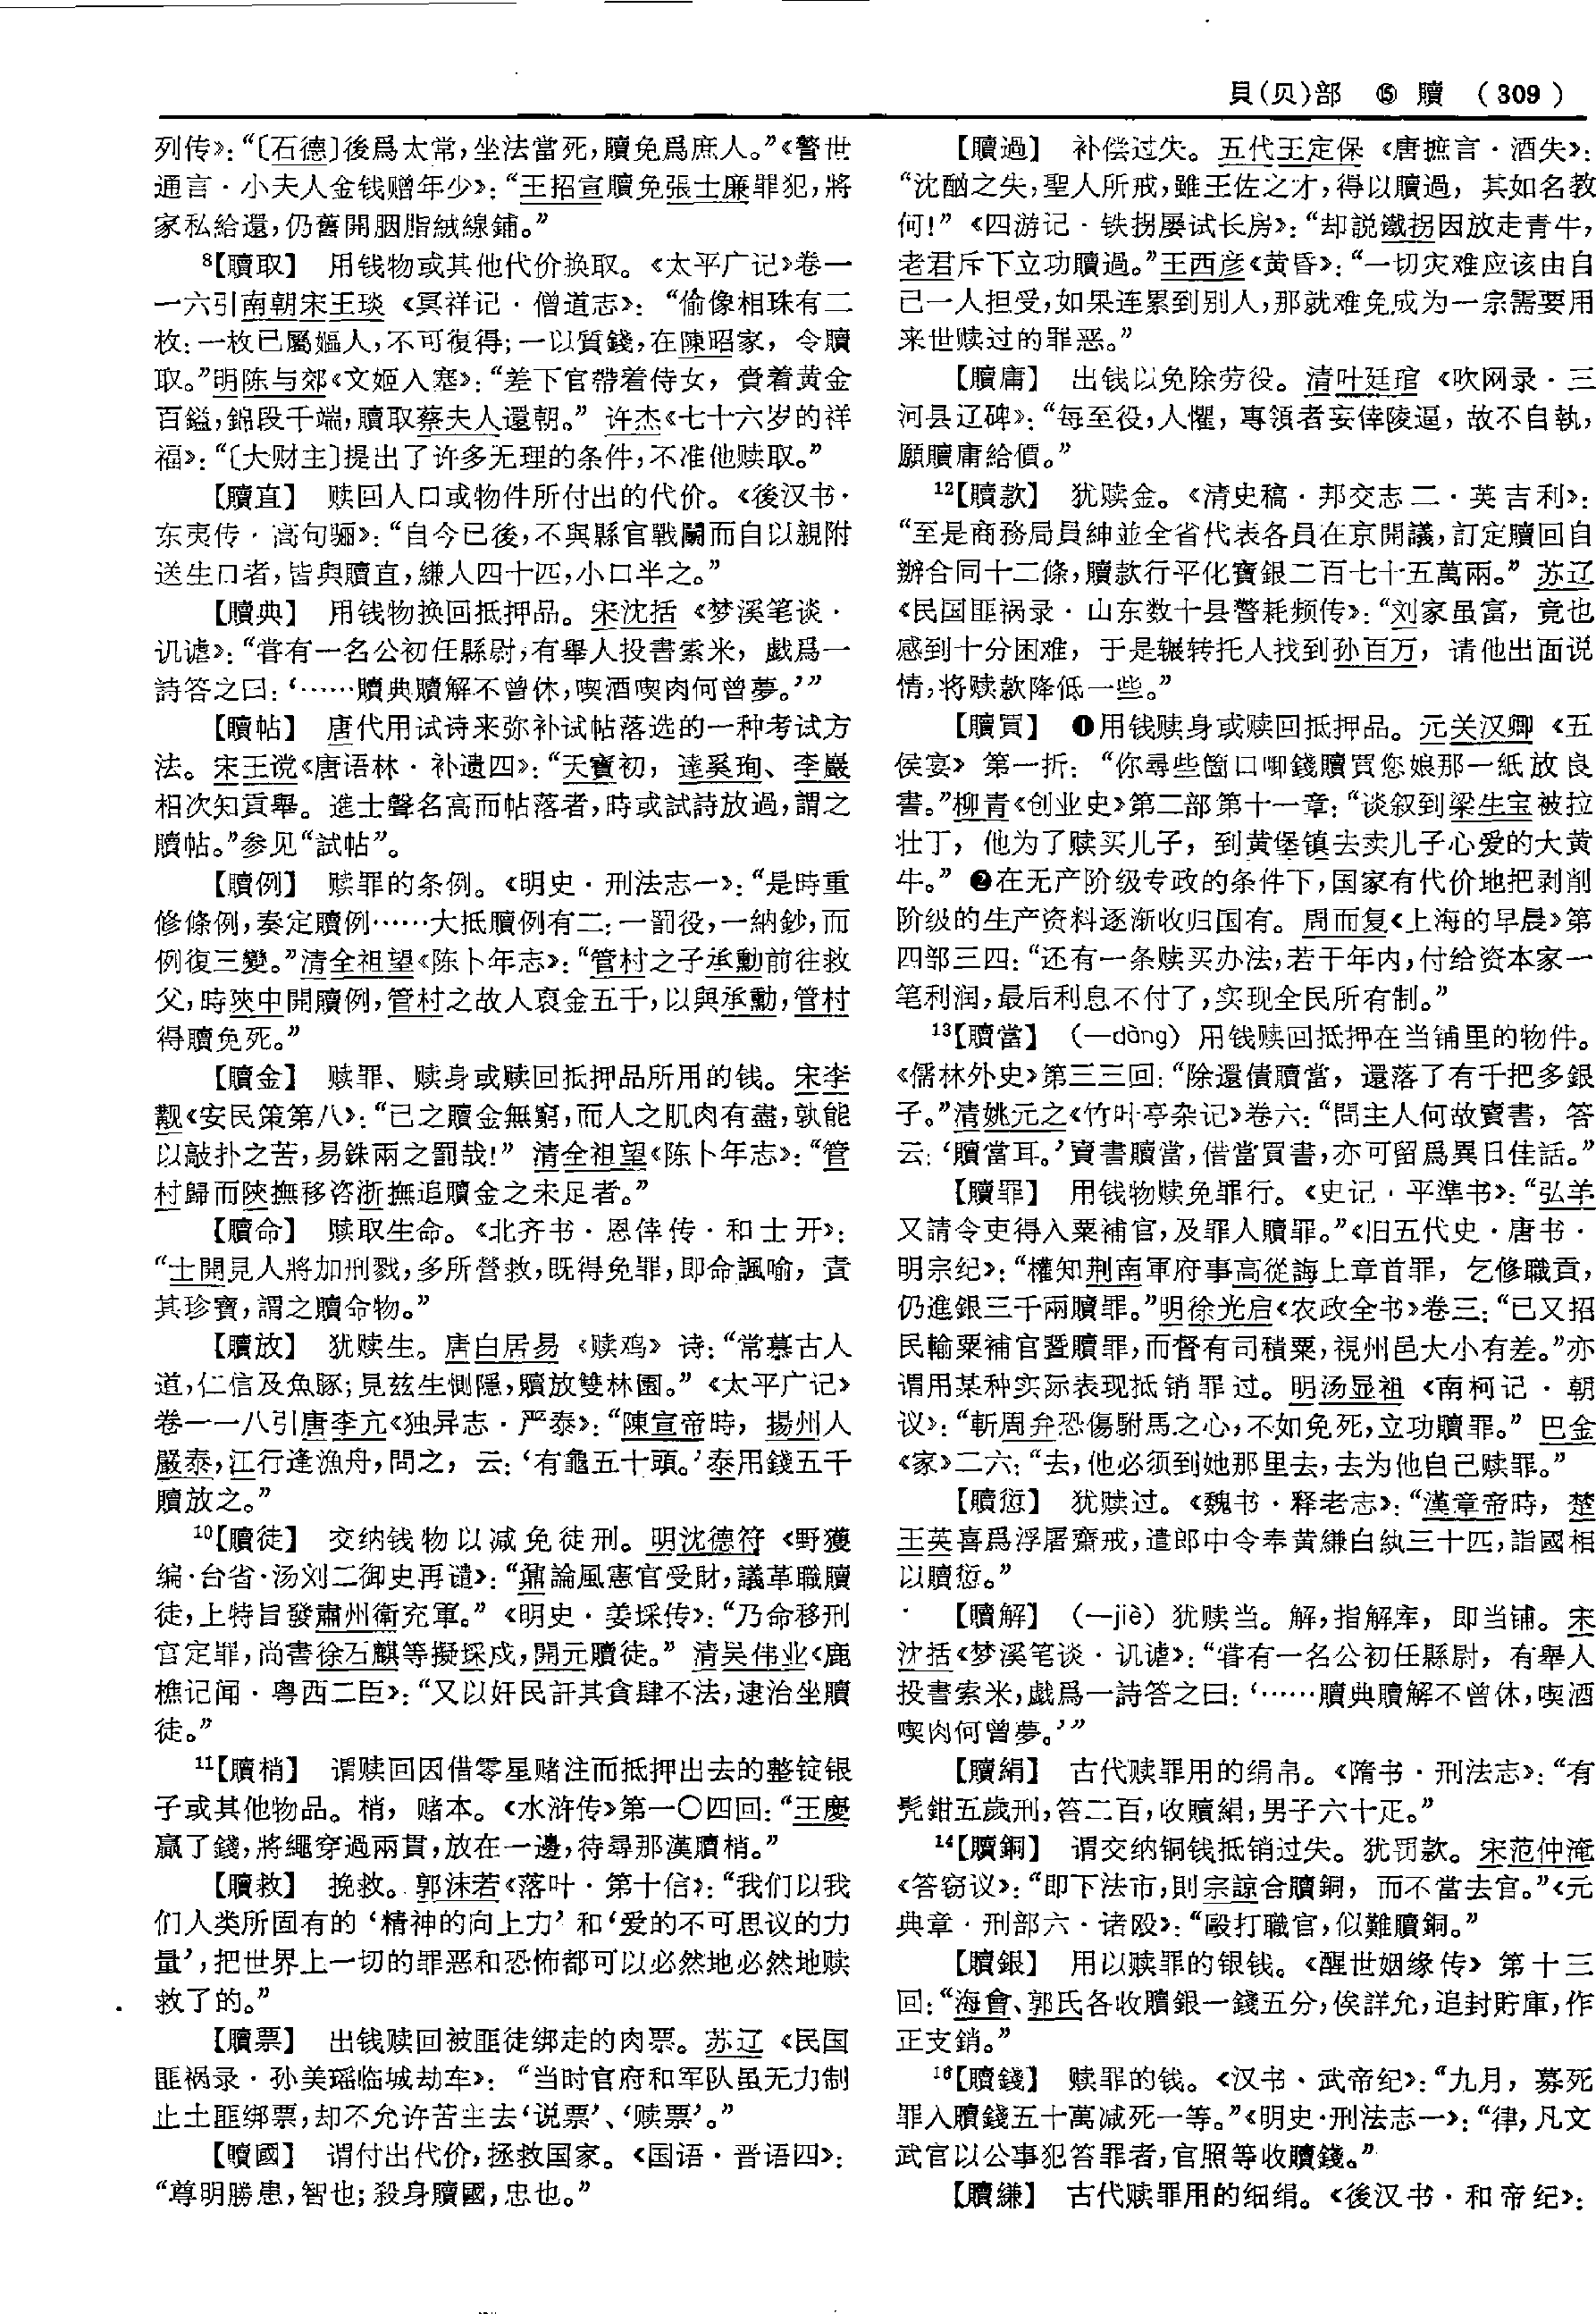 貝(贝)部 ⑮ 贖 (309)
列传》：“〔石德〕後爲太常，坐法當死，贖免爲庶人。”《警世
通言·小夫人金钱赠年少》：“王招宣贖免張士廉罪犯，將
家私給還，仍舊開胭脂絨線鋪。”
8【贖取】 用钱物或其他代价换取。《太平广记》卷一
一六引南朝宋王琰《冥祥记·僧道志》：“偷像相珠有二
枚：一枚已屬嫗人，不可復得；一以質錢，在陳昭家，令贖
取。”明陈与郊《文姬入塞》：“差下官帶着侍女，賫着黄金
百鎰，錦段千端，贖取蔡夫人還朝。”许杰《七十六岁的祥
福》：“〔大财主〕提出了许多无理的条件，不准他赎取。”
【贖直】 赎回人口或物件所付出的代价。《後汉书·
东夷传·高句骊》：“自今已後，不與縣官戰鬭而自以親附
送生口者，皆與贖直，縑人四十匹，小口半之。”
【贖典】 用钱物换回抵押品。宋沈括《梦溪笔谈·
讥谑》：“嘗有一名公初任縣尉，有舉人投書索米，戲爲一
詩答之曰：‘……贖典贖解不曾休，喫酒喫肉何曾夢。’”
【贖帖】 唐代用试诗来弥补试帖落选的一种考试方
法。宋王谠《唐语林·补遗四》：“天寶初，達奚珣、李巖
相次知貢舉。進士聲名高而帖落者，時或試詩放過，謂之
贖帖。”参见“試帖”。
【贖例】 赎罪的条例。《明史·刑法志一》：“是時重
修條例，奏定贖例……大抵贖例有二：一罰役，一納鈔，而
例復三變。”清全祖望《陈卜年志》：“管村之子承勳前往救
父，時陝中開贖例，管村之故人裒金五千，以與承勳，管村
得贖免死。”
【贖金】 赎罪、赎身或赎回抵押品所用的钱。宋李
觏《安民策第八》：“已之贖金無窮，而人之肌肉有盡，孰能
以敲扑之苦，易銖兩之罰哉！”清全祖望《陈卜年志》：“管
村歸而陝撫移咨浙撫追贖金之未足者。”
【贖命】 赎取生命。《北齐书·恩倖传·和士开》：
“士開見人將加刑戮，多所營救，既得免罪，即命諷喻，責
其珍寶，謂之贖命物。”
【贖放】 犹赎生。唐白居易《赎鸡》诗：“常慕古人
道，仁信及魚豚；見兹生惻隱，贖放雙林園。”《太平广记》
卷一一八引唐李亢《独异志·严泰》：“陳宣帝時，揚州人
嚴泰，江行逢漁舟，問之，云：‘有龜五十頭。’泰用錢五千
贖放之。”
10【贖徒】 交纳钱物以减免徒刑。明沈德符《野獲
编·台省·汤刘二御史再谴》：“鼐論風憲官受財，議革職贖
徒，上特旨發肅州衛充軍。”《明史·姜埰传》：“乃命移刑
官定罪，尚書徐石麒等擬埰戍，開元贖徒。”清吴伟业《鹿
樵记闻·粤西二臣》：“又以奸民訐其貪肆不法，逮治坐贖
徒。”
11【贖梢】 谓赎回因借零星赌注而抵押出去的整锭银
子或其他物品。梢，赌本。《水浒传》第一〇四回：“王慶
贏了錢，將繩穿過兩貫，放在一邊，待尋那漢贖梢。”
【贖救】 挽救。郭沫若《落叶·第十信》：“我们以我
们人类所固有的‘精神的向上力’和‘爱的不可思议的力
量’，把世界上一切的罪恶和恐怖都可以必然地必然地赎
救了的。”
【贖票】 出钱赎回被匪徒绑走的肉票。苏辽《民国
匪祸录·孙美瑶临城劫车》：“当时官府和军队虽无力制
止土匪绑票，却不允许苦主去‘说票’、‘赎票’。”
【贖國】 谓付出代价，拯救国家。《国语·晋语四》：
“尊明勝患，智也；殺身贖國，忠也。”
【贖過】 补偿过失。五代王定保《唐摭言·酒失》：
“沈酗之失，聖人所戒，雖王佐之才，得以贖過，其如名教
何！”《四游记·铁拐屡试长房》：“却説鐵拐因放走青牛，
老君斥下立功贖過。”王西彦《黄昏》：“一切灾难应该由自
己一人担受，如果连累到别人，那就难免成为一宗需要用
来世赎过的罪恶。”
【贖庸】 出钱以免除劳役。清叶廷琯《吹网录·三
河县辽碑》：“每至役，人懼，專領者妄倖陵逼，故不自執，
願贖庸給價。”
12【贖款】 犹赎金。《清史稿·邦交志二·英吉利》：
“至是商務局員紳並全省代表各員在京開議，訂定贖回自
辦合同十二條，贖款行平化寶銀二百七十五萬兩。”苏辽
《民国匪祸录·山东数十县警耗频传》：“刘家虽富，竟也
感到十分困难，于是辗转托人找到孙百万，请他出面说
情，将赎款降低一些。”
【贖買】 ❶用钱赎身或赎回抵押品。元关汉卿《五
侯宴》第一折：“你尋些箇口啣錢贖買您娘那一紙放良
書。”柳青《创业史》第二部第十一章：“谈叙到梁生宝被拉
壮丁，他为了赎买儿子，到黄堡镇去卖儿子心爱的大黄
牛。”❷在无产阶级专政的条件下，国家有代价地把剥削
阶级的生产资料逐渐收归国有。周而复《上海的早晨》第
四部三四：“还有一条赎买办法，若干年内，付给资本家一
笔利润，最后利息不付了，实现全民所有制。”
13【贖當】 （—dàng）用钱赎回抵押在当铺里的物件。
《儒林外史》第三三回：“除還債贖當，還落了有千把多銀
子。”清姚元之《竹叶亭杂记》卷六：“問主人何故賣書，答
云：‘贖當耳。’賣書贖當，借當買書，亦可留爲異日佳話。”
【贖罪】 用钱物赎免罪行。《史记·平準书》：“弘羊
又請令吏得入粟補官，及罪人贖罪。”《旧五代史·唐书·
明宗纪》：“權知荆南軍府事高從誨上章首罪，乞修職貢，
仍進銀三千兩贖罪。”明徐光启《农政全书》卷三：“已又招
民輸粟補官暨贖罪，而督有司積粟，視州邑大小有差。”亦
谓用某种实际表现抵销罪过。明汤显祖《南柯记·朝
议》：“斬周弁恐傷駙馬之心，不如免死，立功贖罪。”巴金
《家》二六：“去，他必须到她那里去，去为他自己赎罪。”
【贖愆】 犹赎过。《魏书·释老志》：“漢章帝時，楚
王英喜爲浮屠齋戒，遣郎中令奉黄縑白紈三十匹，詣國相
以贖愆。”
【贖解】 （—jiè）犹赎当。解，指解库，即当铺。宋
沈括《梦溪笔谈·讥谑》：“嘗有一名公初任縣尉，有舉人
投書索米，戲爲一詩答之曰：‘……贖典贖解不曾休，喫酒
喫肉何曾夢。’”
【贖絹】 古代赎罪用的绢帛。《隋书·刑法志》：“有
髡鉗五歲刑，笞二百，收贖絹，男子六十疋。”
14【贖銅】 谓交纳铜钱抵销过失。犹罚款。宋范仲淹
《答窃议》：“即下法市，則宗諒合贖銅，而不當去官。”《元
典章·刑部六·诸殴》：“毆打職官，似難贖銅。”
【贖銀】 用以赎罪的银钱。《醒世姻缘传》第十三
回：“海會、郭氏各收贖銀一錢五分，俟詳允，追封貯庫，作
正支銷。”
16【贖錢】 赎罪的钱。《汉书、武帝纪》：“九月，募死
罪入贖錢五十萬减死一等。”《明史·刑法志一》：“律，凡文
武官以公事犯笞罪者，官照等收贖錢。”
【贖縑】 古代赎罪用的细绢。《後汉书·和帝纪》：